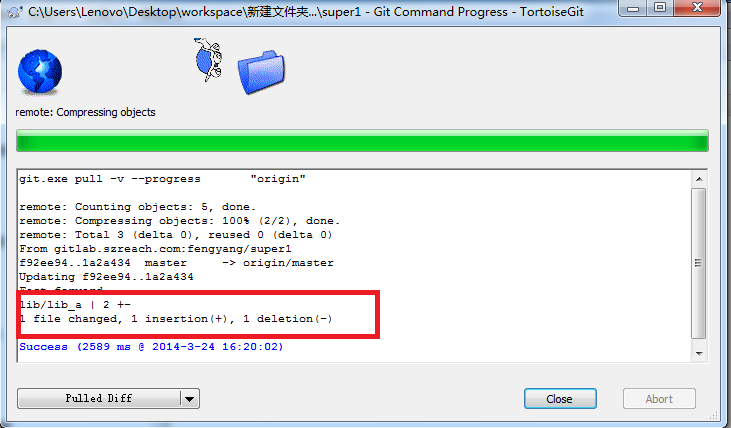 C:\Users\Lenovo\Desktop\workspace\新建文件夹...\super1 - Git Command Progress - TortoiseGit
remote: Compressing objects
git.exe pull -v --progress "origin"
remote: Counting objects: 5, done.
remote: Compressing objects: 100% (2/2), done.
remote: Total 3 (delta 0), reused 0 (delta 0)
From gitlab.szreach.com:fengyang/super1
f92ee94..1a2a434 master -> origin/master
Updating f92ee94..1a2a434
Fast-forward
lib/lib_a | 2 +-
1 file changed, 1 insertion(+), 1 deletion(-)
Success (2589 ms @ 2014-3-24 16:20:02)
Pulled Diff
Close
Abort